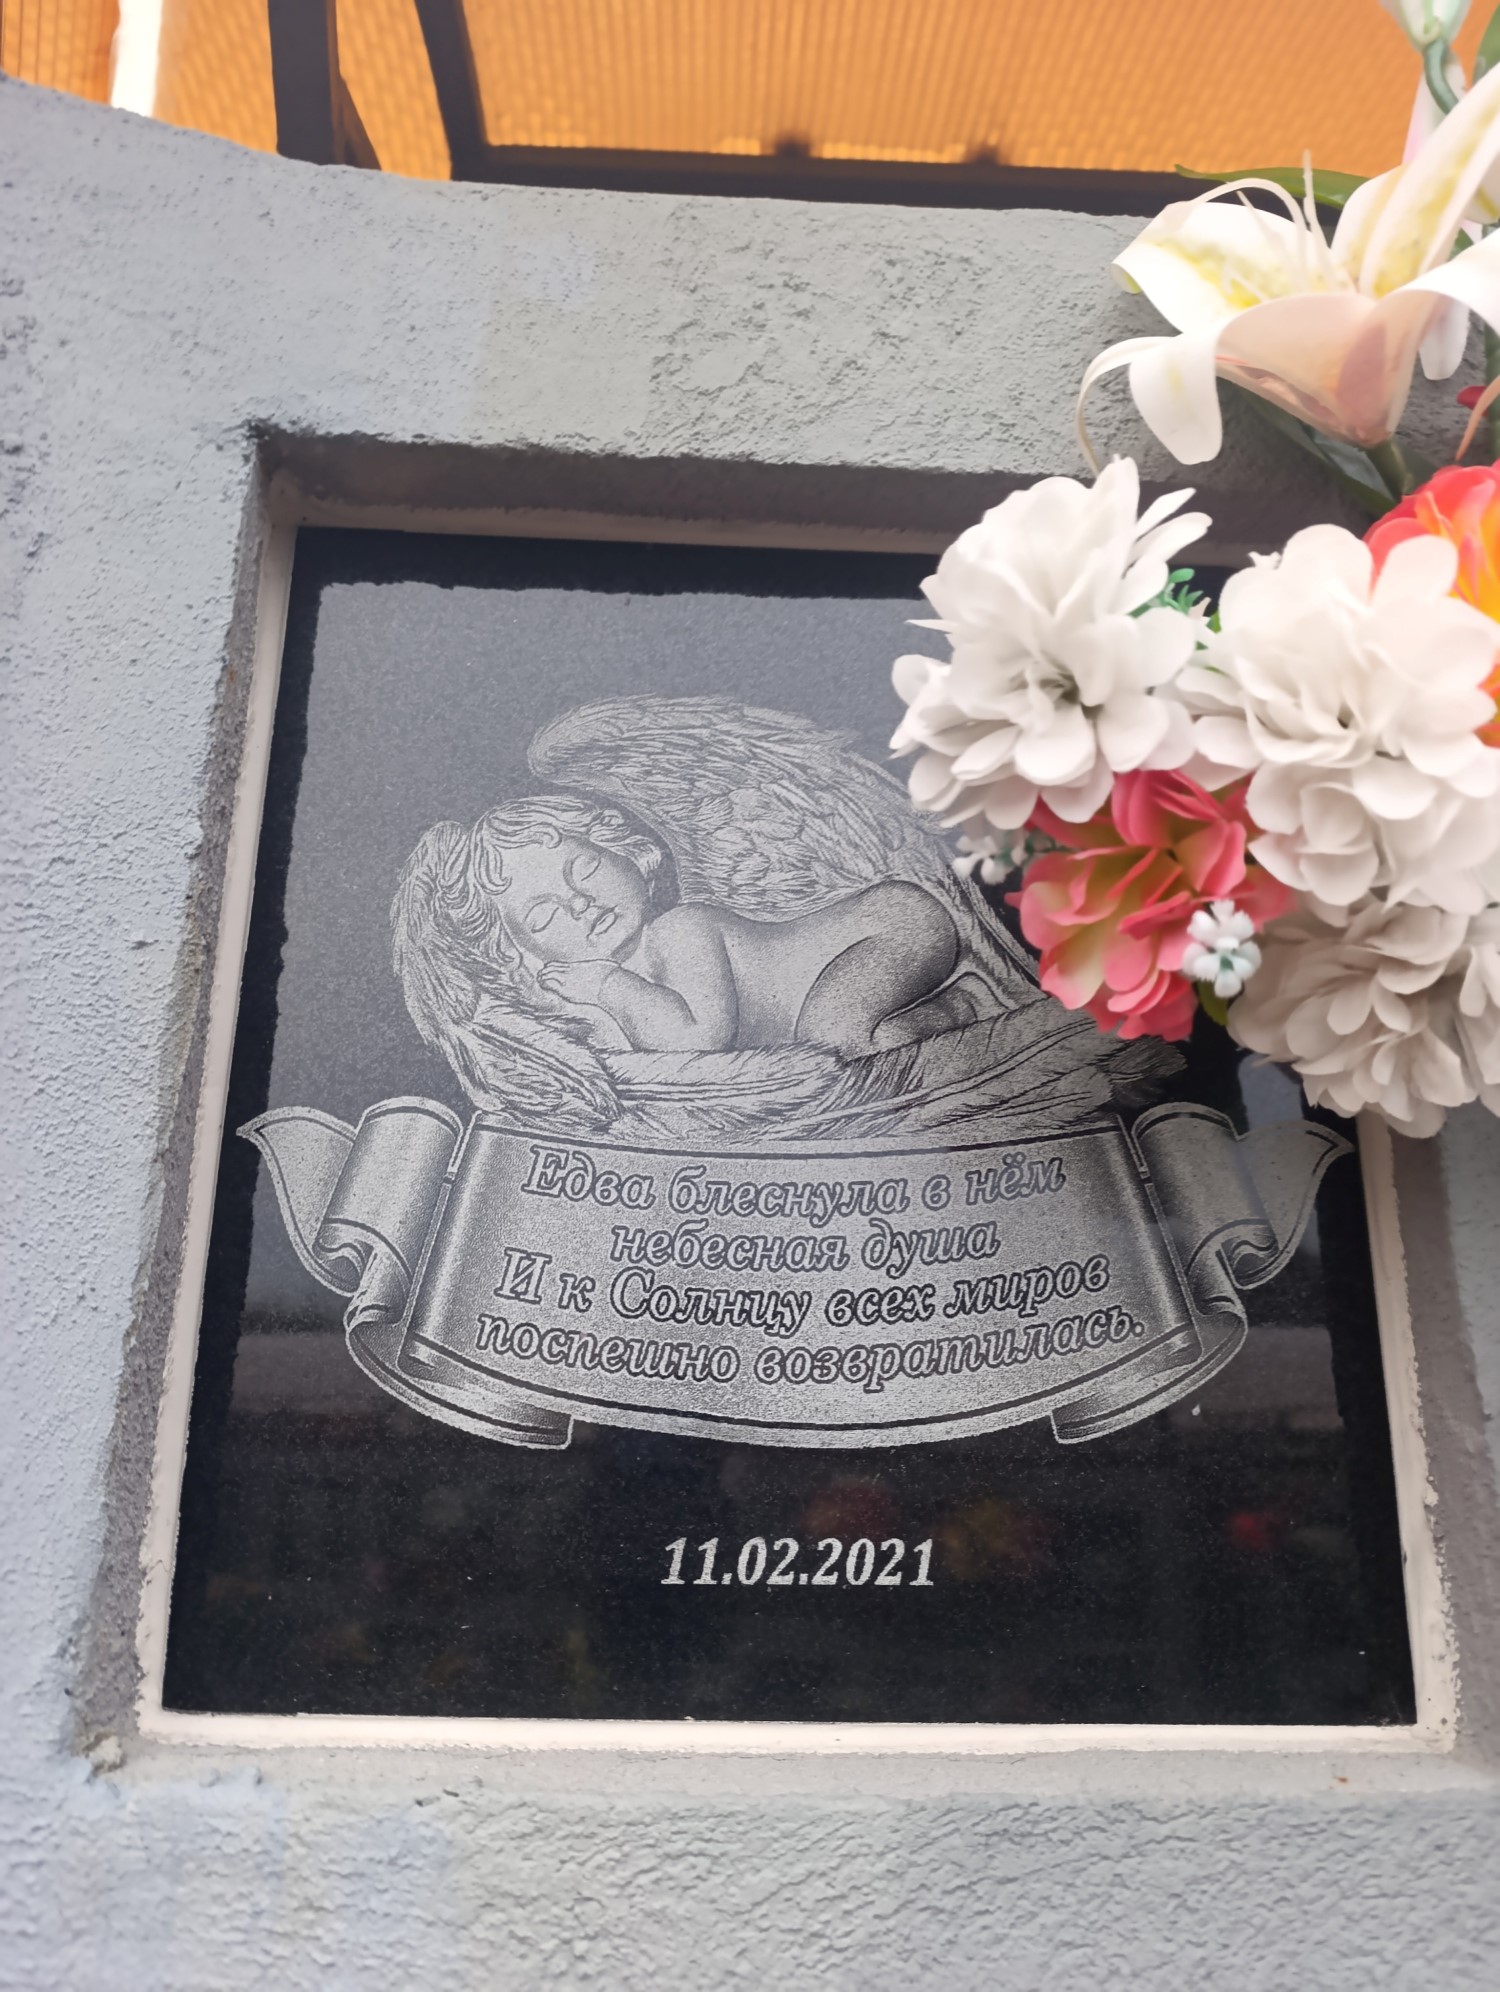 Едва блеснула в нём
небесная душа
И к Солнцу всех миров
поспешно возвратилась.
11.02.2021